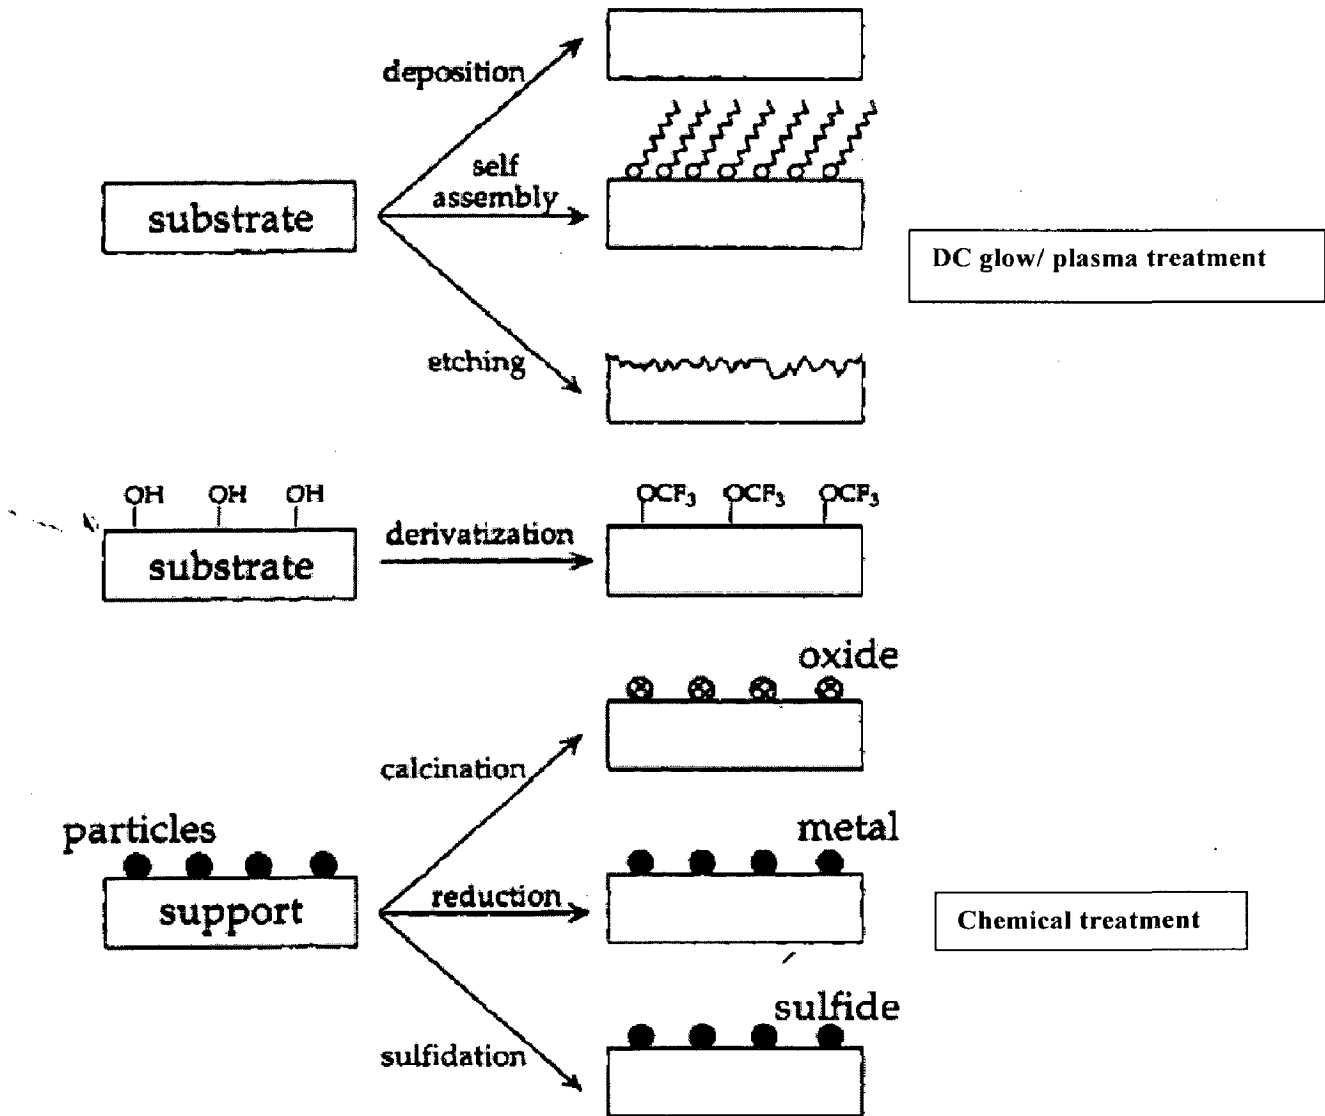 deposition
self
assembly
substrate
DC glow/ plasma treatment
etching
OH OH OH
OCF₃ OCF₃ OCF₃
derivatization
substrate
oxide
calcination
particles
metal
support
reduction
Chemical treatment
sulfide
sulfidation